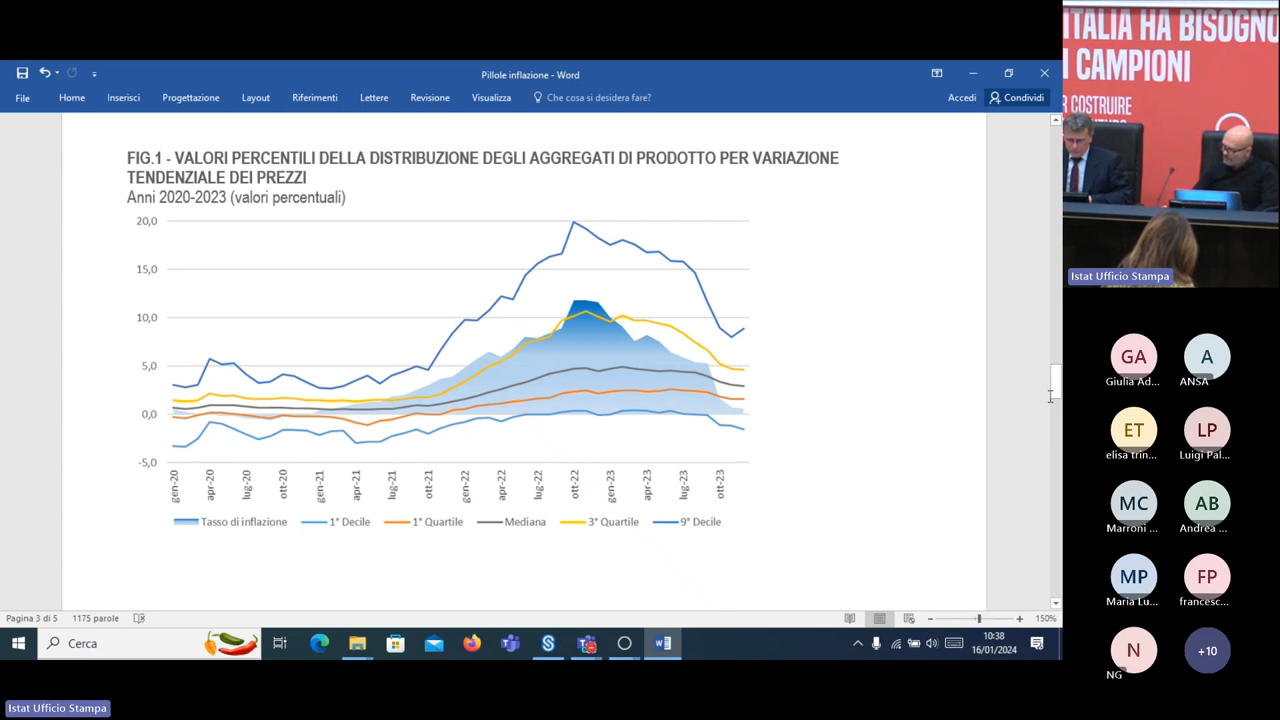 Pillole inflazione - Word
File Home Inserisci Progettazione Layout Riferimenti Lettere Revisione Visualizza Che cosa si desidera fare? Accedi Condividi
FIG.1 - VALORI PERCENTILI DELLA DISTRIBUZIONE DEGLI AGGREGATI DI PRODOTTO PER VARIAZIONE
TENDENZIALE DEI PREZZI
Anni 2020-2023 (valori percentuali)
20,0
15,0
10,0
5,0
0,0
-5,0
gen-20 apr-20 lug-20 ott-20 gen-21 apr-21 lug-21 ott-21 gen-22 apr-22 lug-22 ott-22 gen-23 apr-23 lug-23 ott-23
Tasso di inflazione 1° Decile 1° Quartile Mediana 3° Quartile 9° Decile
Pagina 3 di 5 1175 parole 150%
Cerca
10:38
16/01/2024
Istat Ufficio Stampa
ITALIA HA BISOGNO
I CAMPIONI
R COSTRUIRE
Istat Ufficio Stampa
GA A
Giulia Ad... ANSA
ET LP
elisa trin... Luigi Pal...
MC AB
Marroni ... Andrea ...
MP FP
Maria Lu... francesc...
N +10
NG